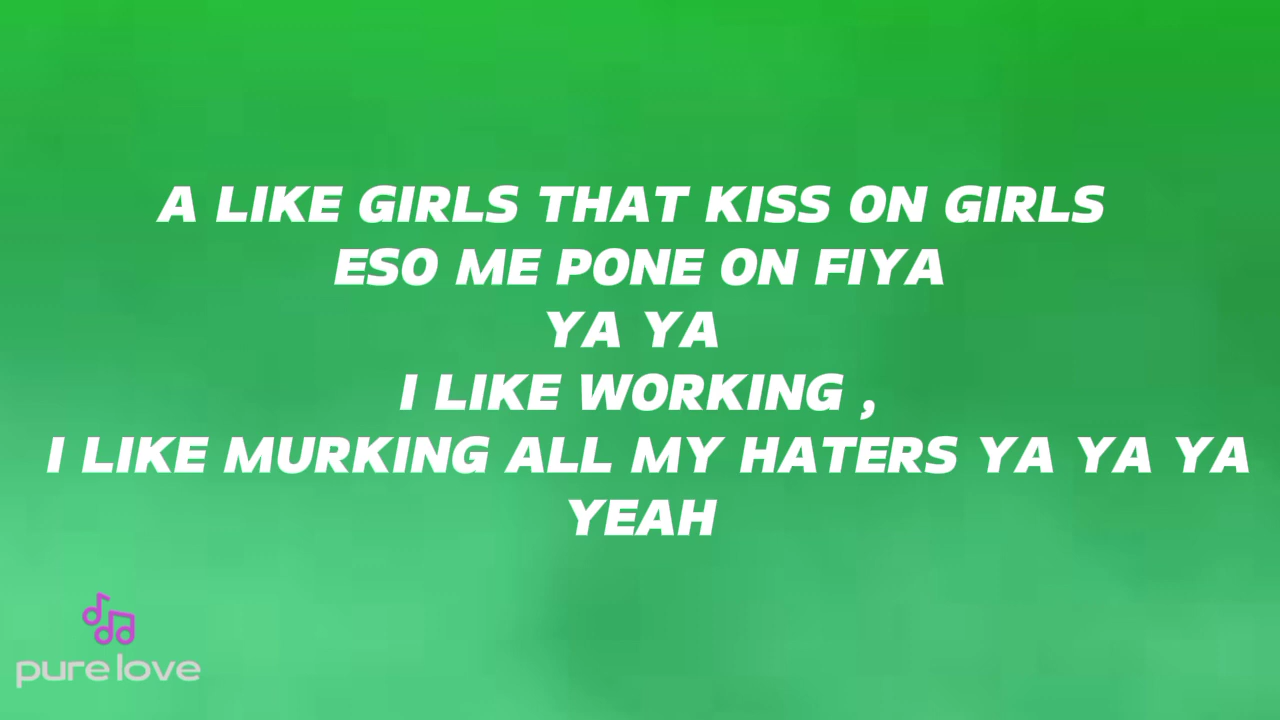 A LIKE GIRLS THAT KISS ON GIRLS
ESO ME PONE ON FIYA
YA YA
I LIKE WORKING ,
I LIKE MURKING ALL MY HATERS YA YA YA
YEAH
pure love